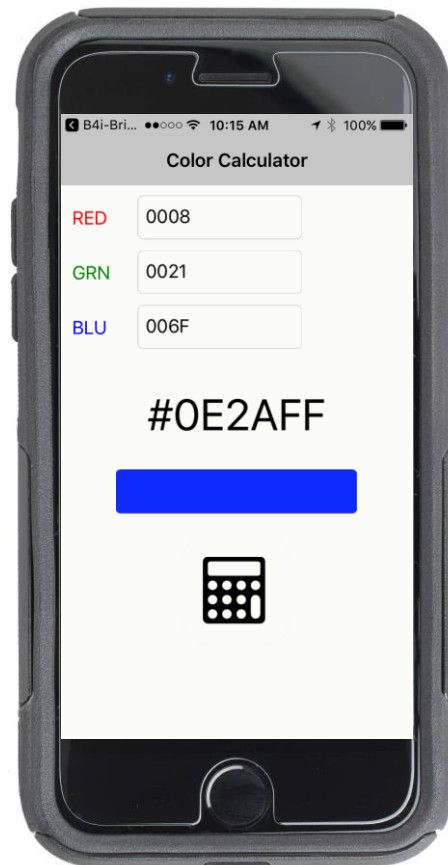 B4i-Bri... 10:15 AM 100%
Color Calculator
RED 0008
GRN 0021
BLU 006F
#0E2AFF